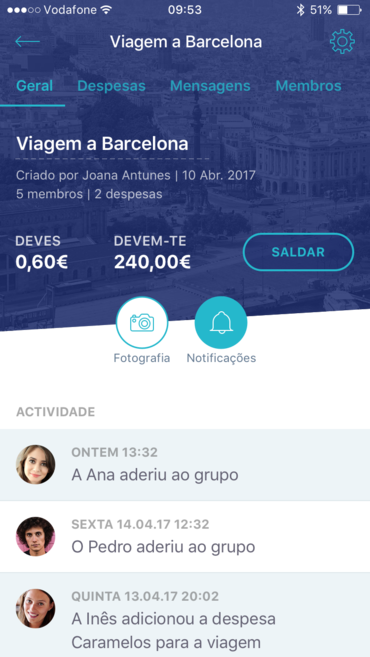 Vodafone 09:53 51%
Viagem a Barcelona
Geral Despesas Mensagens Membros
Viagem a Barcelona
Criado por Joana Antunes | 10 Abr. 2017
5 membros | 2 despesas
DEVES DEVEM-TE
0,60€ 240,00€ SALDAR
Fotografia Notificações
ACTIVIDADE
ONTEM 13:32
A Ana aderiu ao grupo
SEXTA 14.04.17 12:32
O Pedro aderiu ao grupo
QUINTA 13.04.17 20:02
A Inês adicionou a despesa
Caramelos para a viagem